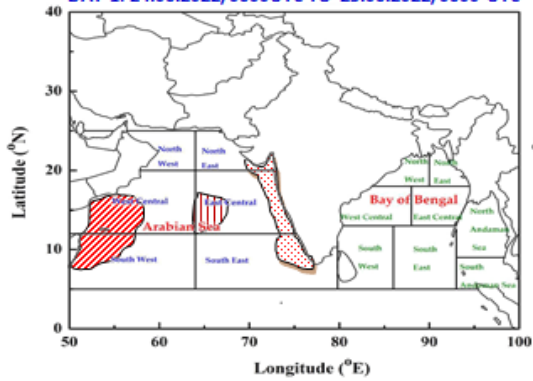 40
30
20
10
0
50
60
70
80
90
100
Latitude (°N)
Longitude (°E)
North
West
North
East
West Central
East Central
Arabian Sea
South West
South East
North
West
North
East
Bay of Bengal
West Central
East Central
North
Andaman
Sea
South
West
South
East
South
Andaman Sea